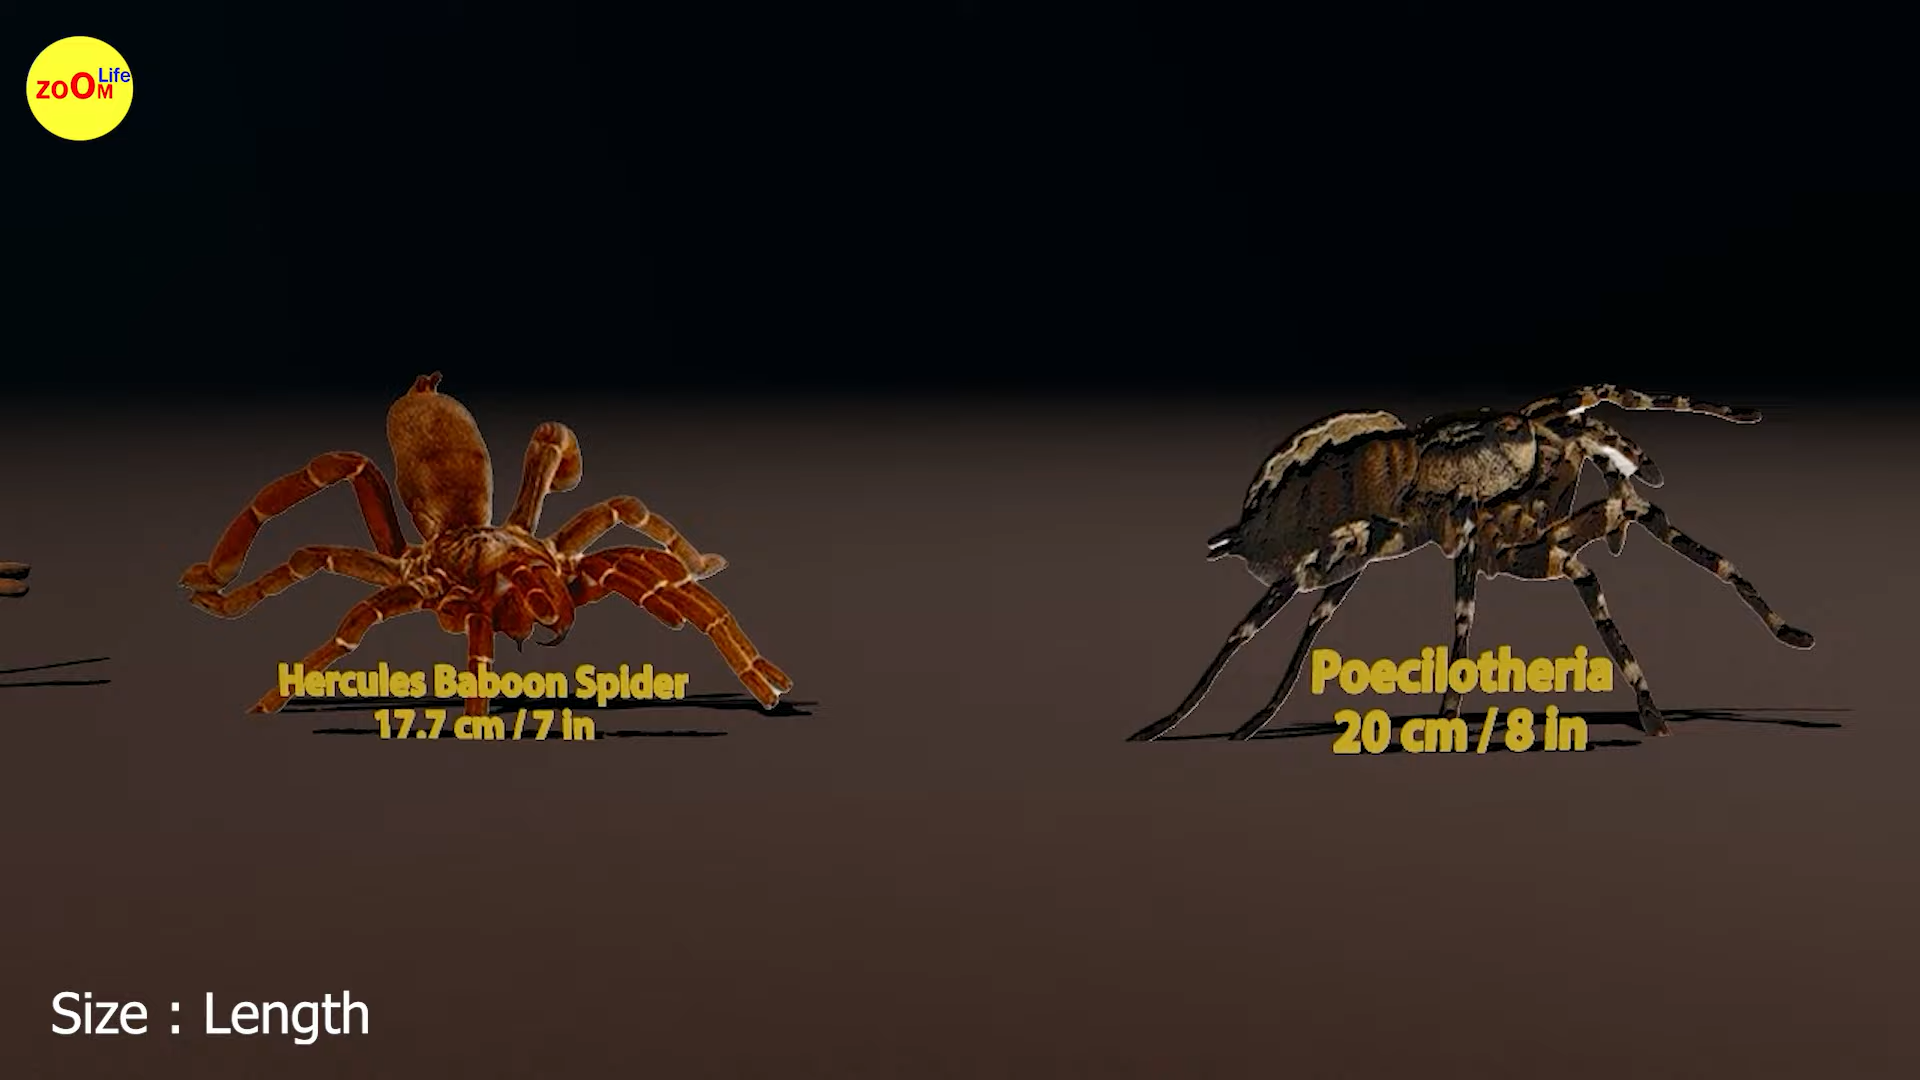 zoOM Life
Hercules Baboon Spider
17.7 cm / 7 in
Poecilotheria
20 cm / 8 in
Size : Length